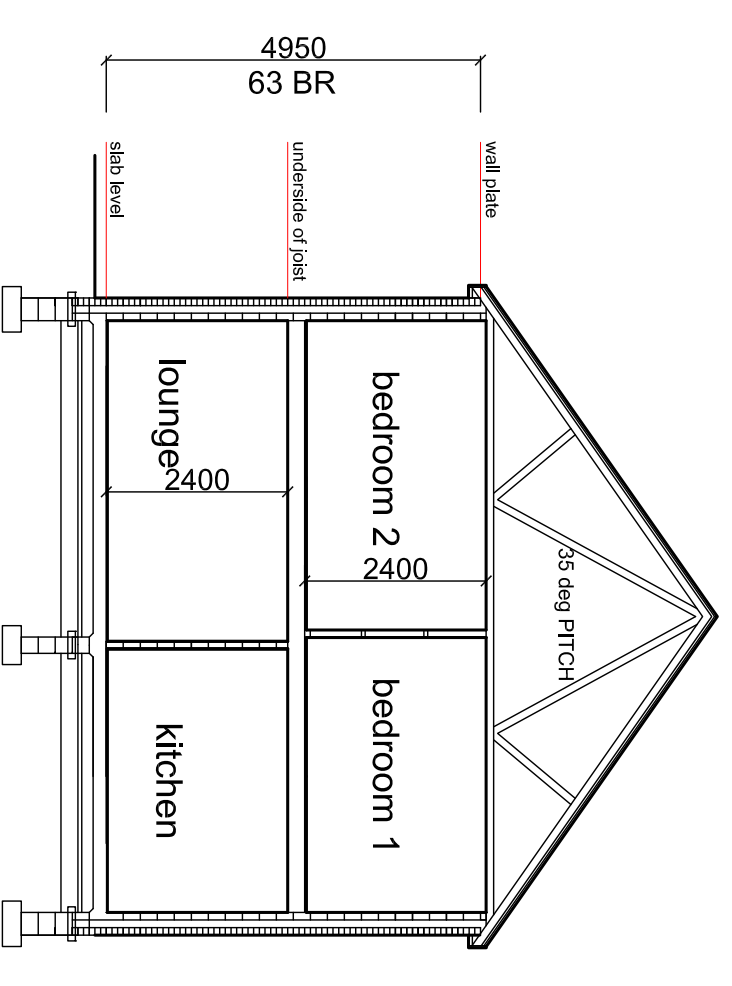 4950
63 BR
slab level
underside of joist
wall plate
lounge
2400
bedroom 2
2400
35 deg PITCH
kitchen
bedroom 1